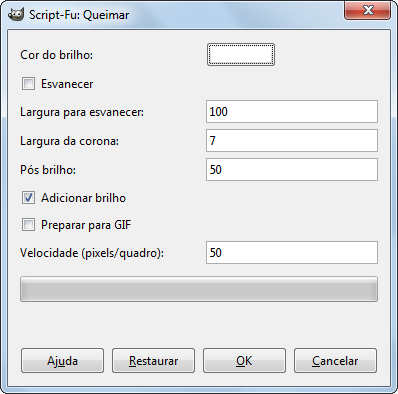 Script-Fu: Queimar
Cor do brilho:
Esvanecer
Largura para esvanecer: 100
Largura da corona: 7
Pós brilho: 50
Adicionar brilho
Preparar para GIF
Velocidade (pixels/quadro): 50
Ajuda Restaurar OK Cancelar